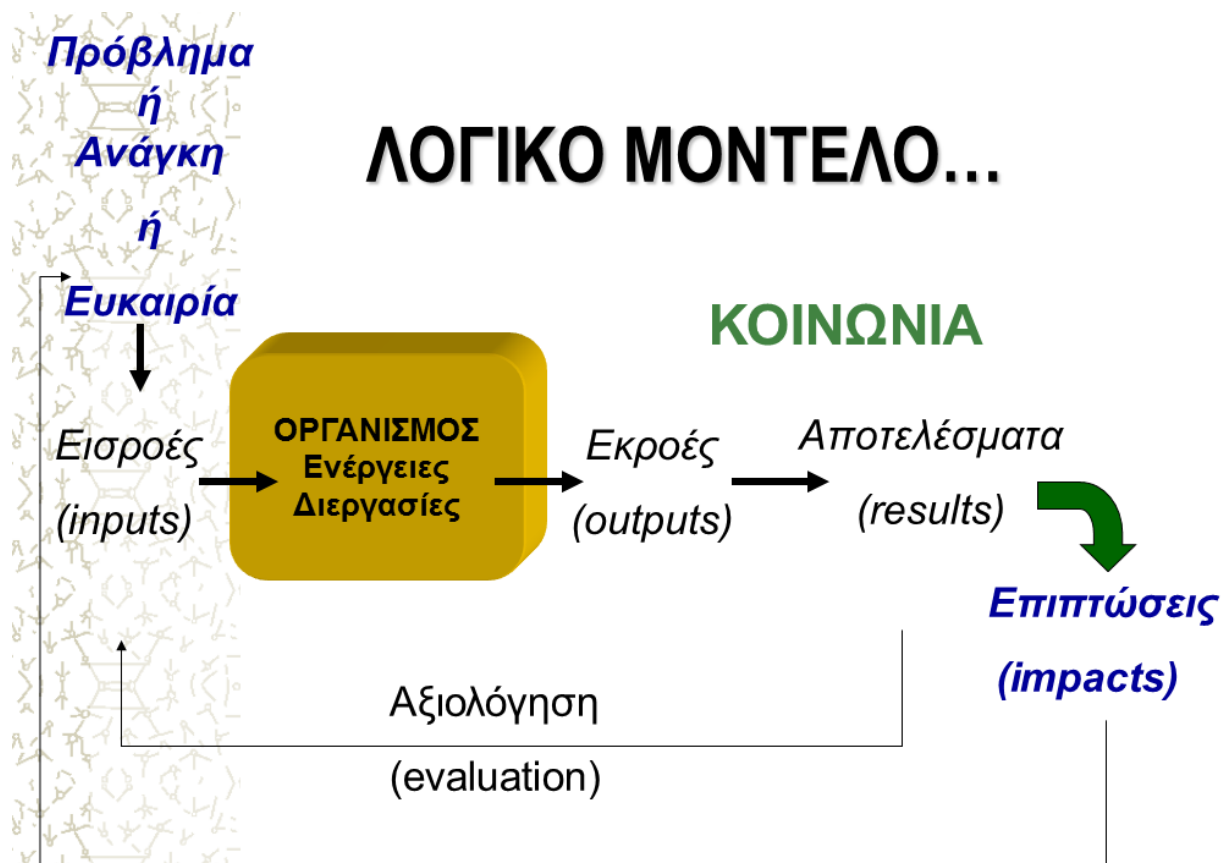 Πρόβλημα
ή
Ανάγκη
ή
Ευκαιρία
ΛΟΓΙΚΟ ΜΟΝΤΕΛΟ...
ΚΟΙΝΩΝΙΑ
Εισροές
(inputs)
ΟΡΓΑΝΙΣΜΟΣ
Ενέργειες
Διεργασίες
Εκροές
(outputs)
Αποτελέσματα
(results)
Επιπτώσεις
(impacts)
Αξιολόγηση
(evaluation)